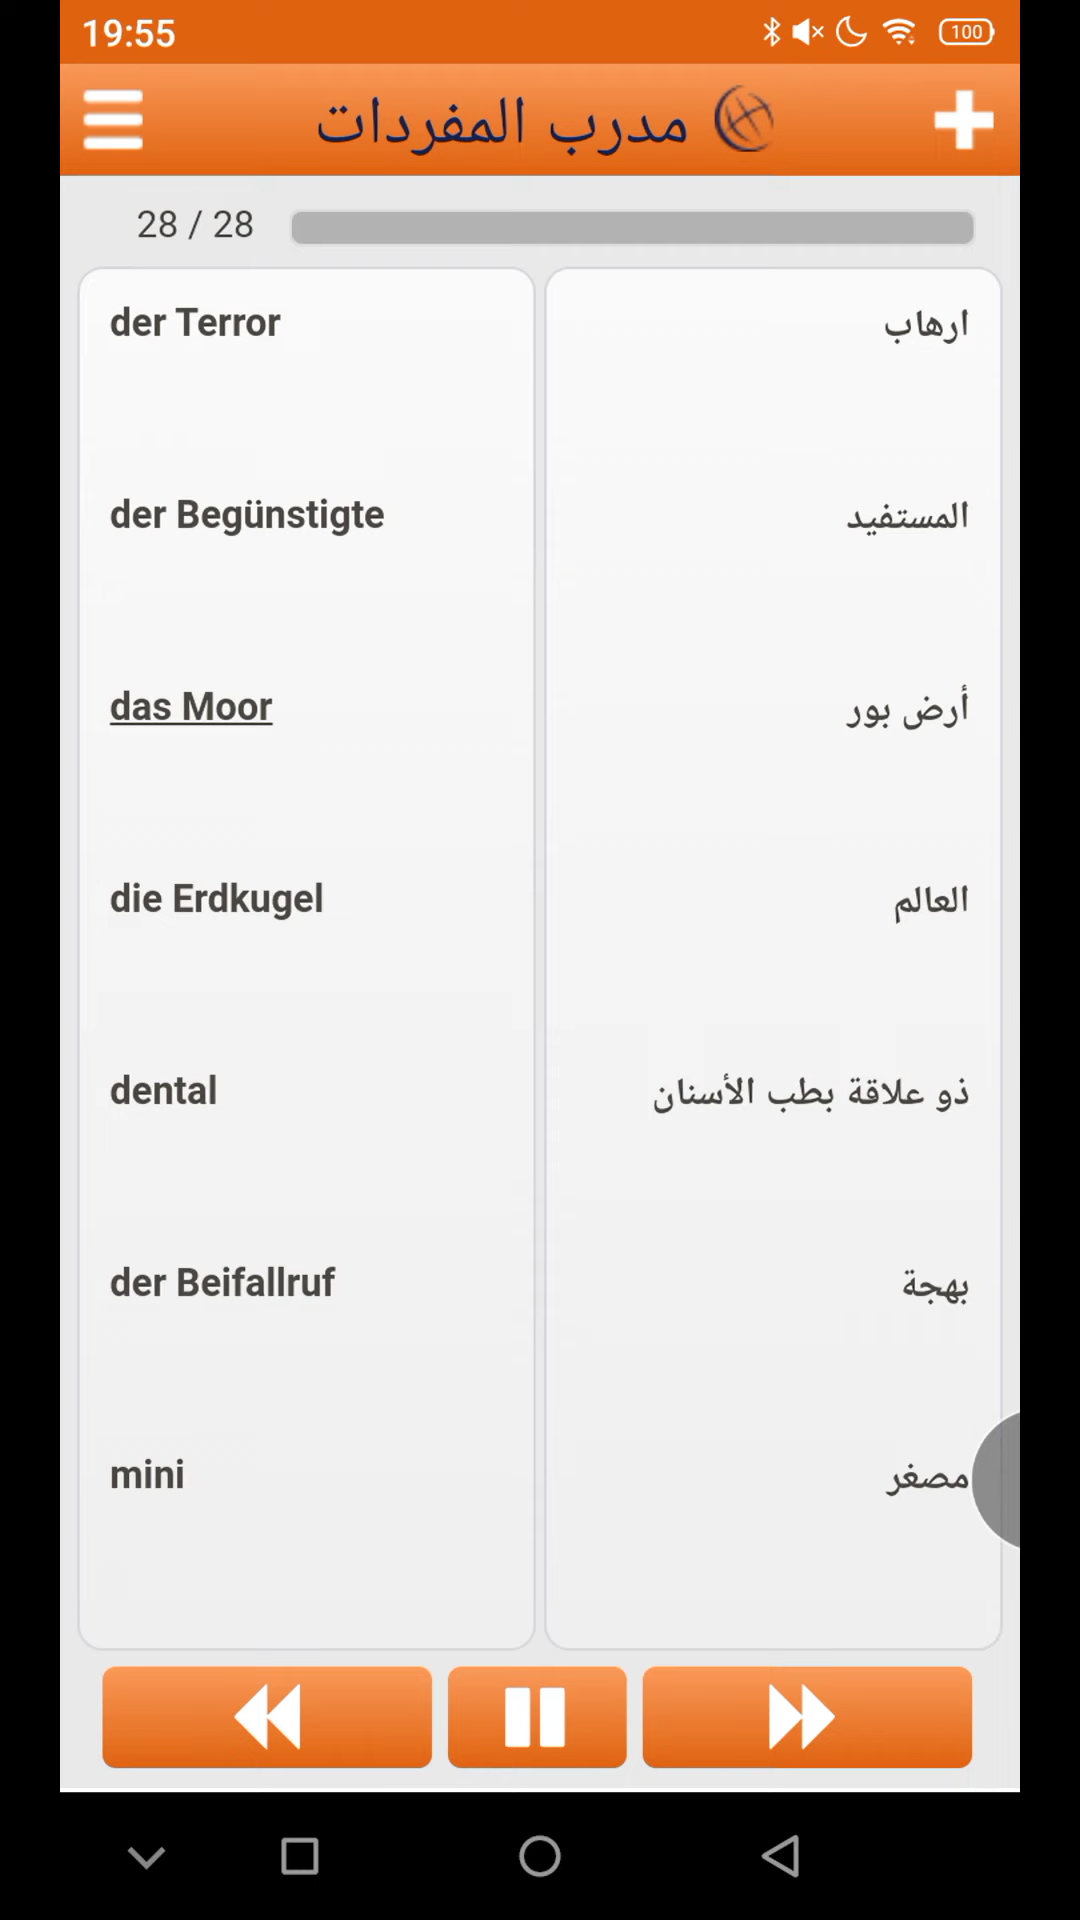 19:55
100
مدرب المفردات
28 / 28
der Terror
ارهاب
der Begünstigte
المستفيد
das Moor
أرض بور
die Erdkugel
العالم
dental
ذو علاقة بطب الأسنان
der Beifallruf
بهجة
mini
مصغر